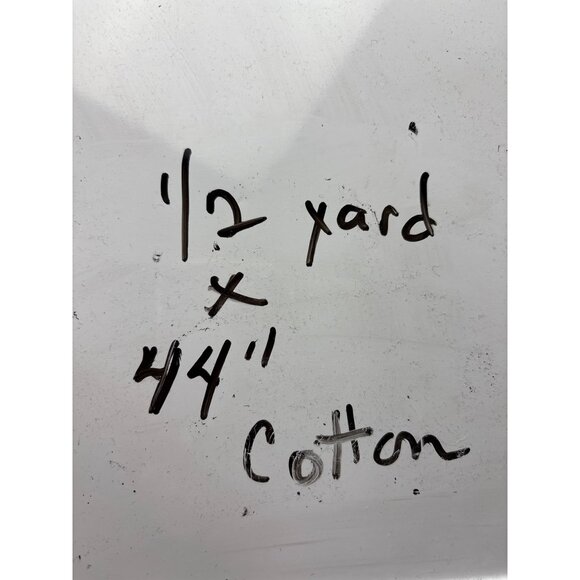 1/2 yard
x
44"
Cotton